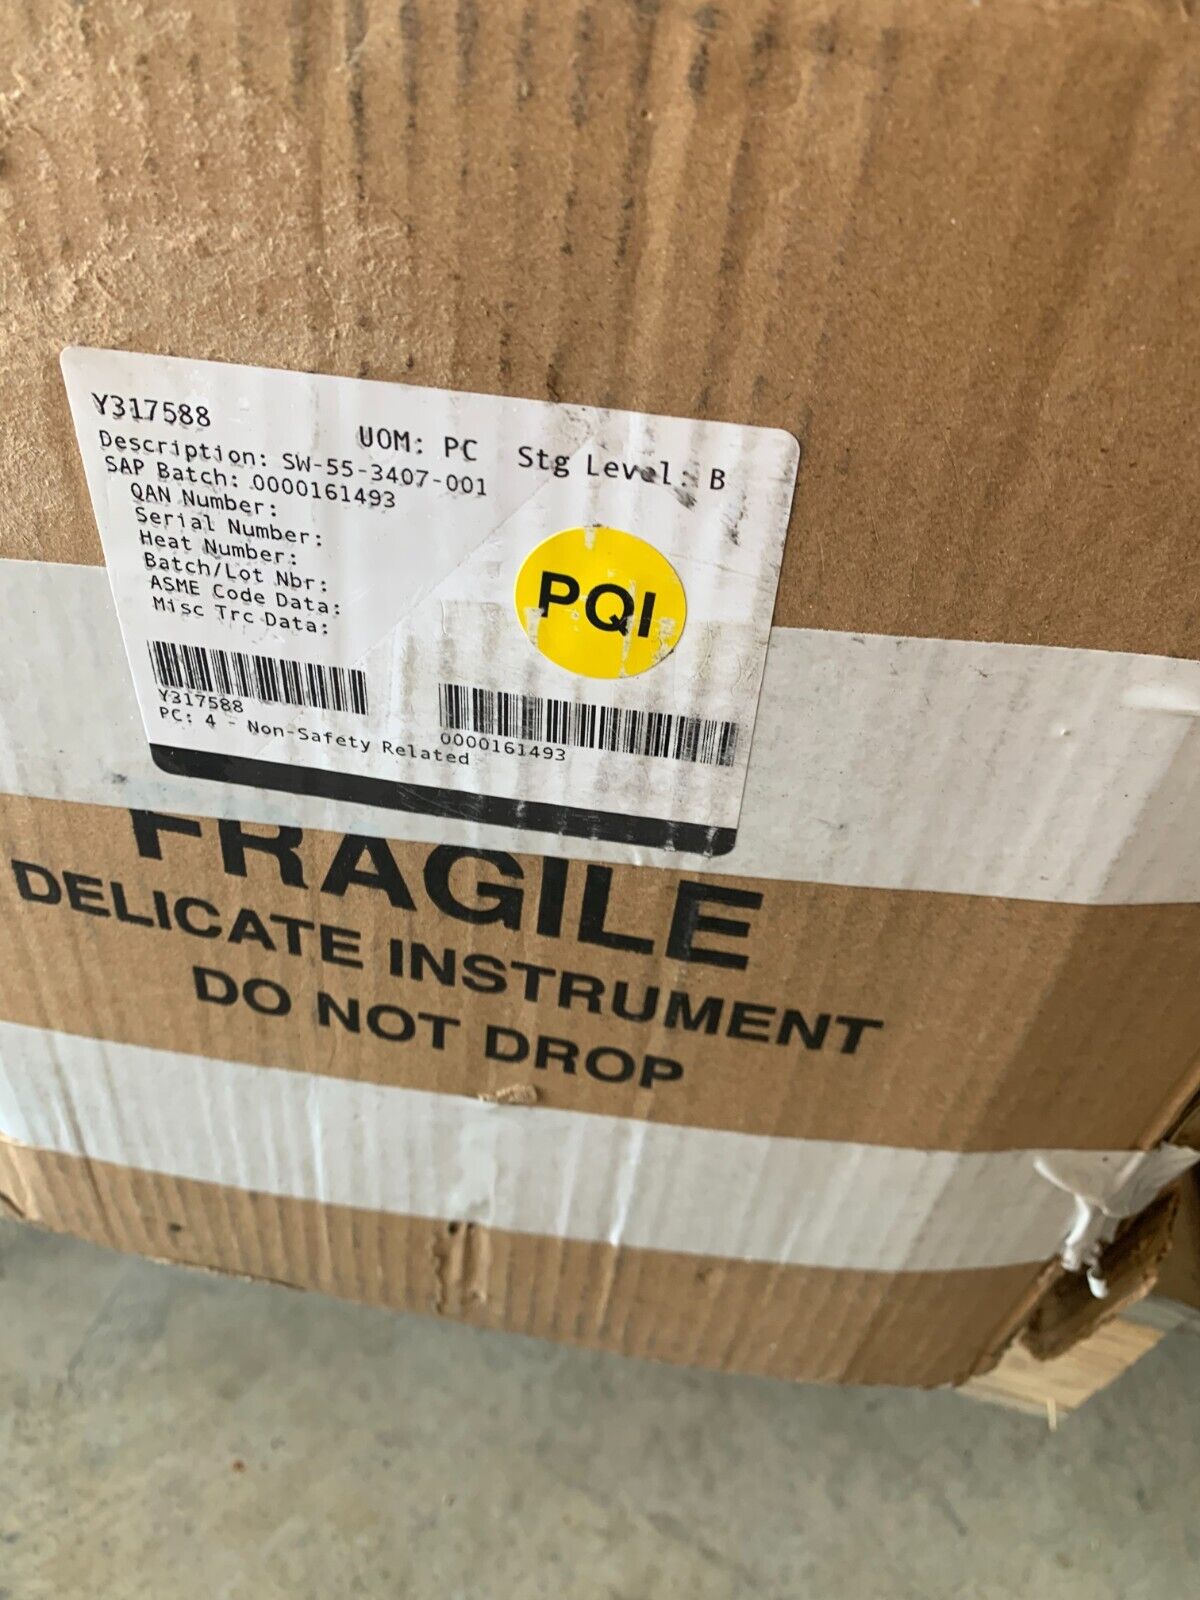 Y317588
UOM: PC Stg Level: B
Description: SW-55-3407-001
SAP Batch: 0000161493
QAN Number:
Serial Number:
Heat Number:
Batch/Lot Nbr:
ASME Code Data:
Misc Trc Data:
PQI
Y317588
0000161493
PC: 4 - Non-Safety Related
FRAGILE
DELICATE INSTRUMENT
DO NOT DROP